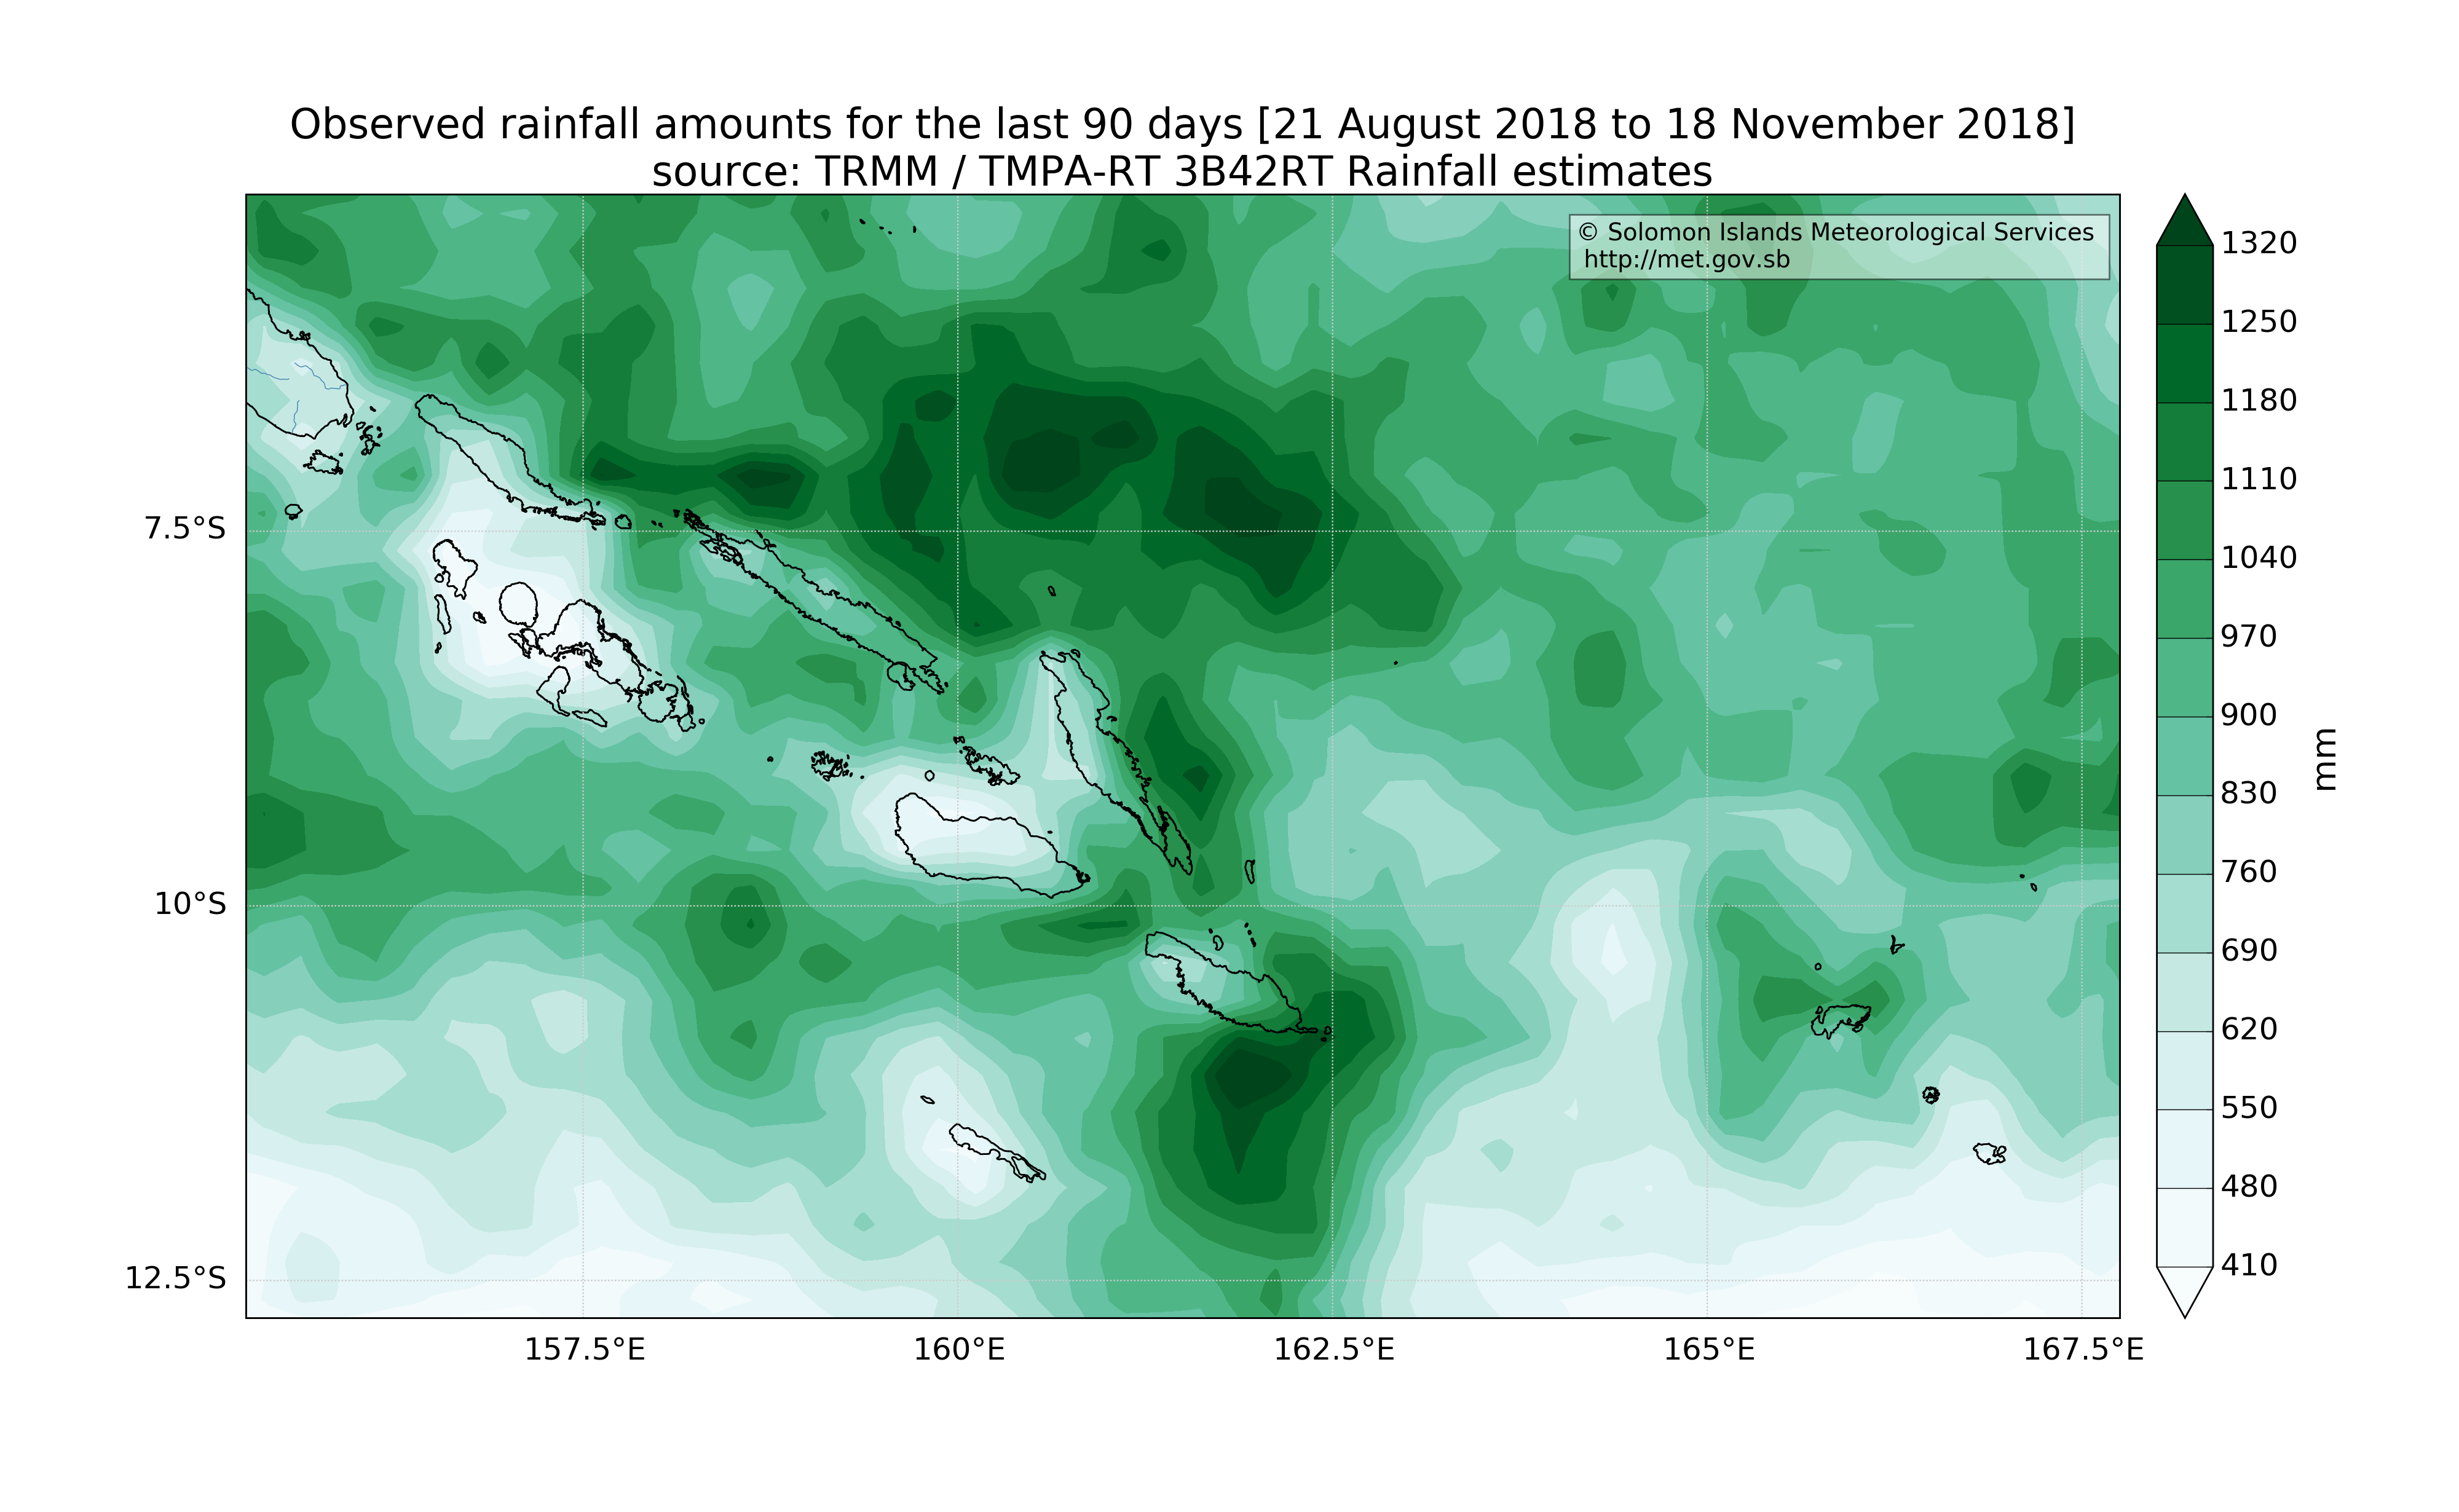 Observed rainfall amounts for the last 90 days [21 August 2018 to 18 November 2018]
source: TRMM / TMPA-RT 3B42RT Rainfall estimates
© Solomon Islands Meteorological Services
http://met.gov.sb
7.5°S
10°S
12.5°S
157.5°E
160°E
162.5°E
165°E
167.5°E
1320
1250
1180
1110
1040
970
900
830
760
690
620
550
480
410
mm